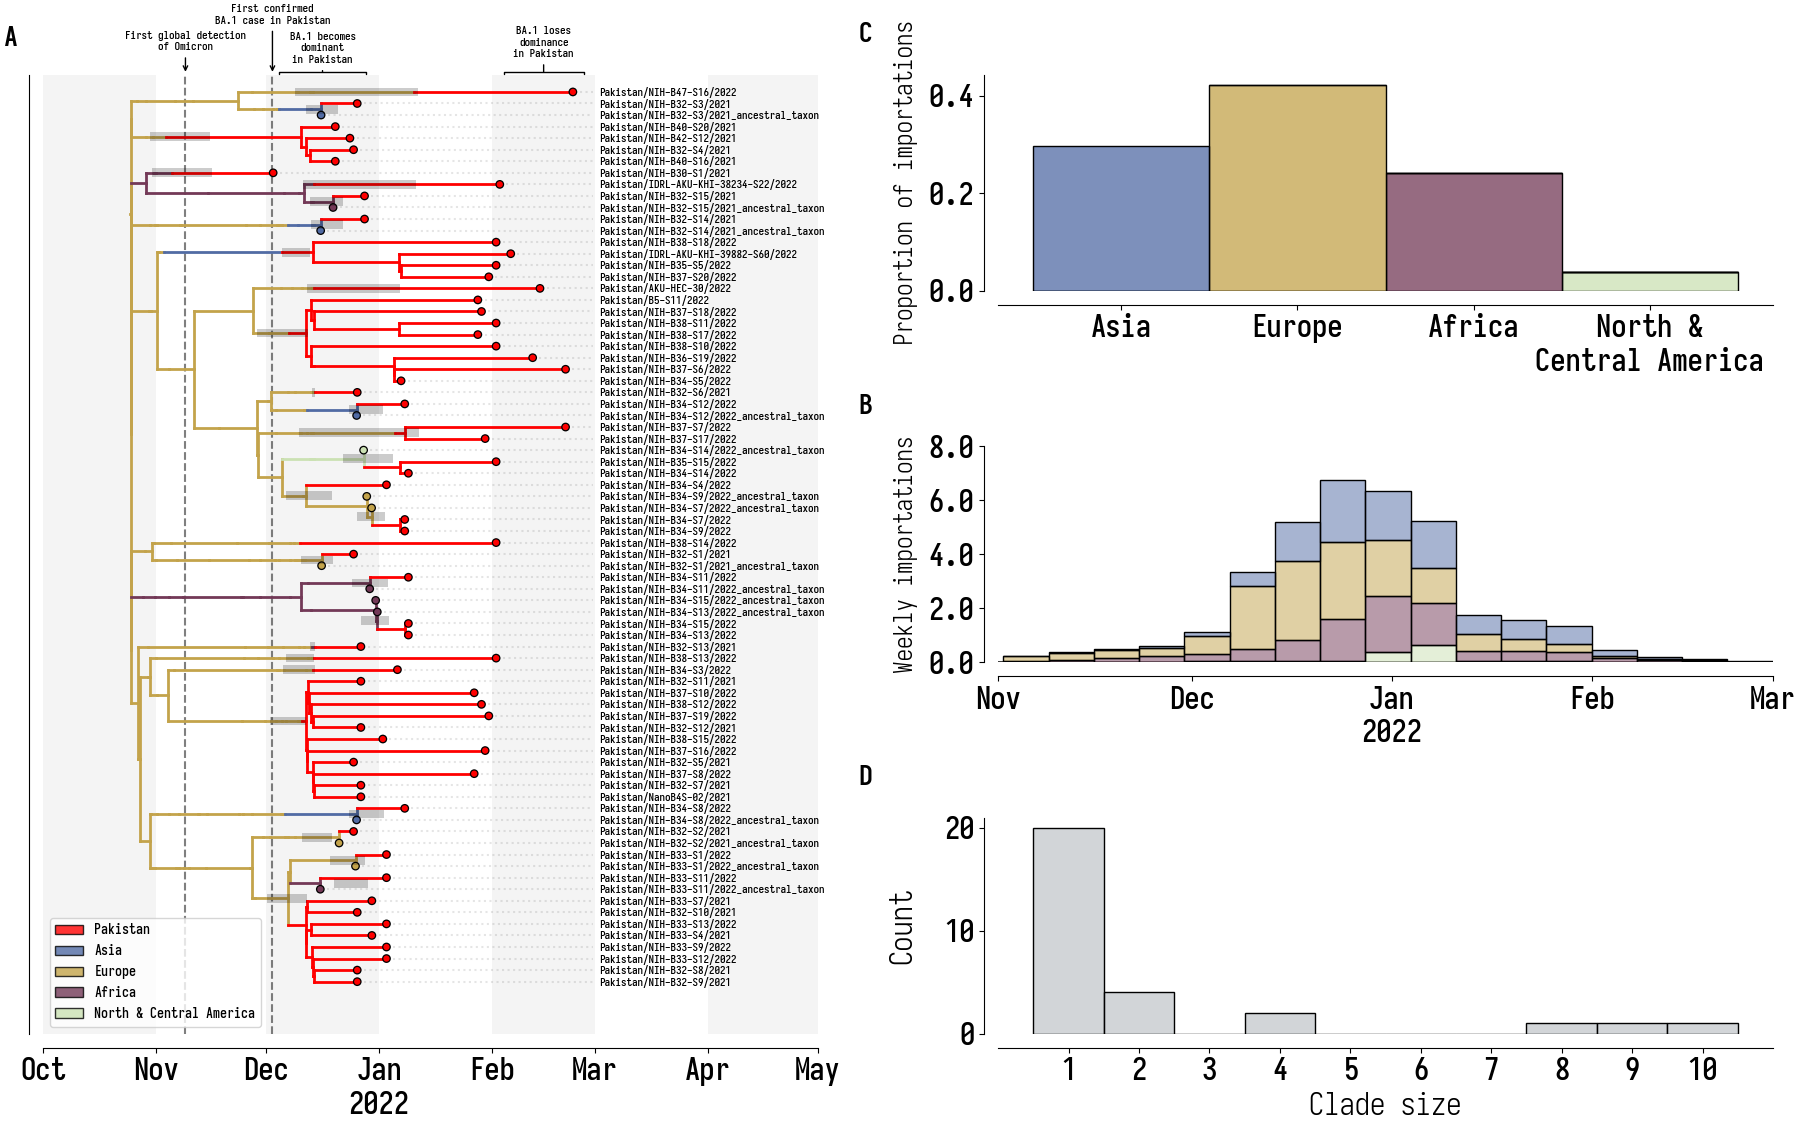 A
First global detection
of Omicron
First confirmed
BA.1 case in Pakistan
BA.1 becomes
dominant
in Pakistan
BA.1 loses
dominance
in Pakistan
Pakistan/NIH-B47-S16/2022
Pakistan/NIH-B32-S3/2021
Pakistan/NIH-B32-S3/2021_ancestral_taxon
Pakistan/NIH-B40-S20/2021
Pakistan/NIH-B42-S12/2021
Pakistan/NIH-B32-S4/2021
Pakistan/NIH-B40-S16/2021
Pakistan/NIH-B30-S1/2021
Pakistan/IDRL-AKU-KHI-38234-S22/2022
Pakistan/NIH-B32-S15/2021
Pakistan/NIH-B32-S15/2021_ancestral_taxon
Pakistan/NIH-B32-S14/2021
Pakistan/NIH-B32-S14/2021_ancestral_taxon
Pakistan/NIH-B38-S18/2022
Pakistan/IDRL-AKU-KHI-39882-S60/2022
Pakistan/NIH-B35-S5/2022
Pakistan/NIH-B37-S20/2022
Pakistan/AKU-HEC-30/2022
Pakistan/B5-S11/2022
Pakistan/NIH-B37-S18/2022
Pakistan/NIH-B38-S11/2022
Pakistan/NIH-B38-S17/2022
Pakistan/NIH-B38-S10/2022
Pakistan/NIH-B36-S19/2022
Pakistan/NIH-B37-S6/2022
Pakistan/NIH-B34-S5/2022
Pakistan/NIH-B32-S6/2021
Pakistan/NIH-B34-S12/2022
Pakistan/NIH-B34-S12/2022_ancestral_taxon
Pakistan/NIH-B37-S7/2022
Pakistan/NIH-B37-S17/2022
Pakistan/NIH-B34-S14/2022_ancestral_taxon
Pakistan/NIH-B35-S15/2022
Pakistan/NIH-B34-S14/2022
Pakistan/NIH-B34-S4/2022
Pakistan/NIH-B34-S9/2022_ancestral_taxon
Pakistan/NIH-B34-S7/2022_ancestral_taxon
Pakistan/NIH-B34-S7/2022
Pakistan/NIH-B34-S9/2022
Pakistan/NIH-B38-S14/2022
Pakistan/NIH-B32-S1/2021
Pakistan/NIH-B32-S1/2021_ancestral_taxon
Pakistan/NIH-B34-S11/2022
Pakistan/NIH-B34-S11/2022_ancestral_taxon
Pakistan/NIH-B34-S15/2022_ancestral_taxon
Pakistan/NIH-B34-S13/2022_ancestral_taxon
Pakistan/NIH-B34-S15/2022
Pakistan/NIH-B34-S13/2022
Pakistan/NIH-B32-S13/2021
Pakistan/NIH-B38-S13/2022
Pakistan/NIH-B34-S3/2022
Pakistan/NIH-B32-S11/2021
Pakistan/NIH-B37-S10/2022
Pakistan/NIH-B38-S12/2022
Pakistan/NIH-B37-S19/2022
Pakistan/NIH-B32-S12/2021
Pakistan/NIH-B38-S15/2022
Pakistan/NIH-B37-S16/2022
Pakistan/NIH-B32-S5/2021
Pakistan/NIH-B37-S8/2022
Pakistan/NIH-B32-S7/2021
Pakistan/NanoB4S-02/2021
Pakistan/NIH-B34-S8/2022
Pakistan/NIH-B34-S8/2022_ancestral_taxon
Pakistan/NIH-B32-S2/2021
Pakistan/NIH-B32-S2/2021_ancestral_taxon
Pakistan/NIH-B33-S1/2022
Pakistan/NIH-B33-S1/2022_ancestral_taxon
Pakistan/NIH-B33-S11/2022
Pakistan/NIH-B33-S11/2022_ancestral_taxon
Pakistan/NIH-B33-S7/2021
Pakistan/NIH-B32-S10/2021
Pakistan/NIH-B33-S13/2022
Pakistan/NIH-B33-S4/2021
Pakistan/NIH-B33-S9/2022
Pakistan/NIH-B33-S12/2022
Pakistan/NIH-B32-S8/2021
Pakistan/NIH-B32-S9/2021
Pakistan
Asia
Europe
Africa
North & Central America
Oct Nov Dec Jan Feb Mar Apr May
2022
C
Proportion of importations
0.4
0.2
0.0
Asia Europe Africa North &
Central America
B
Weekly importations
8.0
6.0
4.0
2.0
0.0
Nov Dec Jan Feb Mar
2022
D
Count
20
10
0
1 2 3 4 5 6 7 8 9 10
Clade size